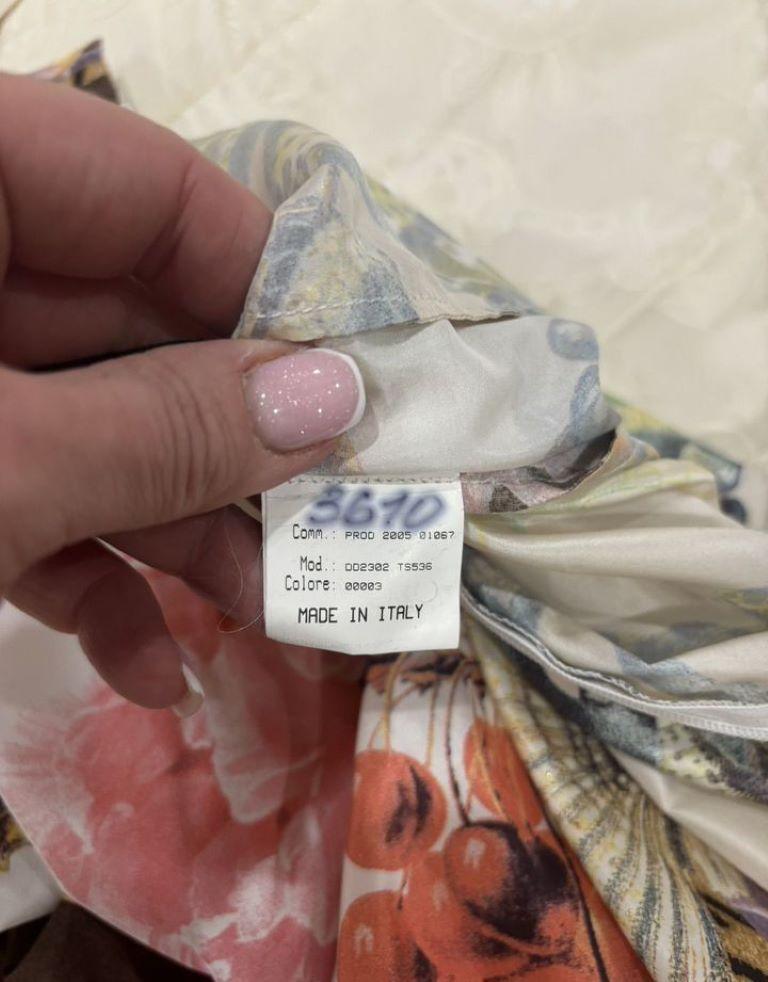 3610
Comm.: PROD 2005 01067
Mod.: DD2302 TS536
Colore: 00003
MADE IN ITALY